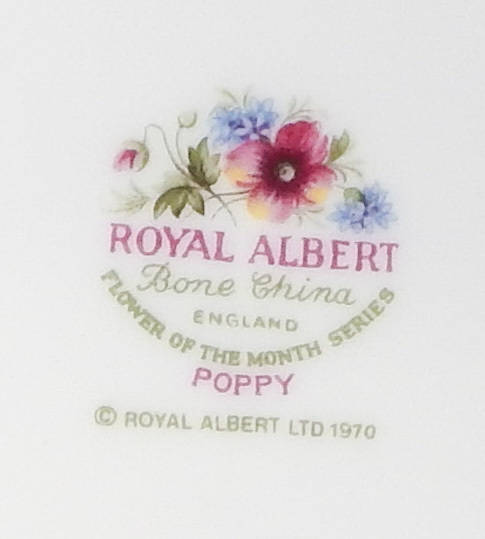 ROYAL ALBERT
Bone China
ENGLAND
FLOWER OF THE MONTH SERIES
POPPY
© ROYAL ALBERT LTD 1970